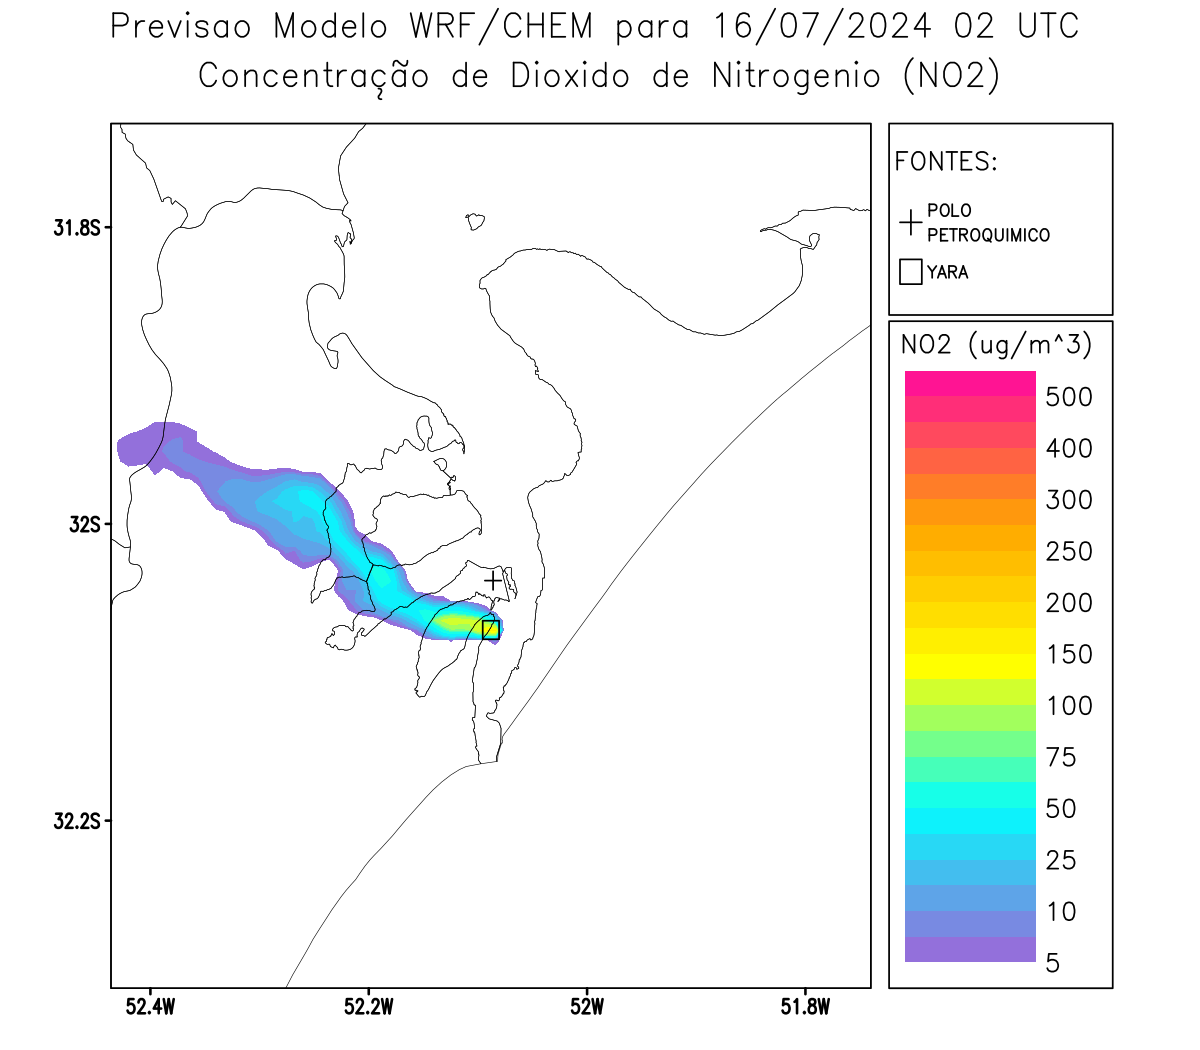 Previsao Modelo WRF/CHEM para 16/07/2024 02 UTC
Concentração de Dioxido de Nitrogenio (NO2)
FONTES:
POLO
PETROQUIMICO
YARA
NO2 (ug/m^3)
500
400
300
250
200
150
100
75
50
25
10
5
31.8S
32S
32.2S
52.4W
52.2W
52W
51.8W